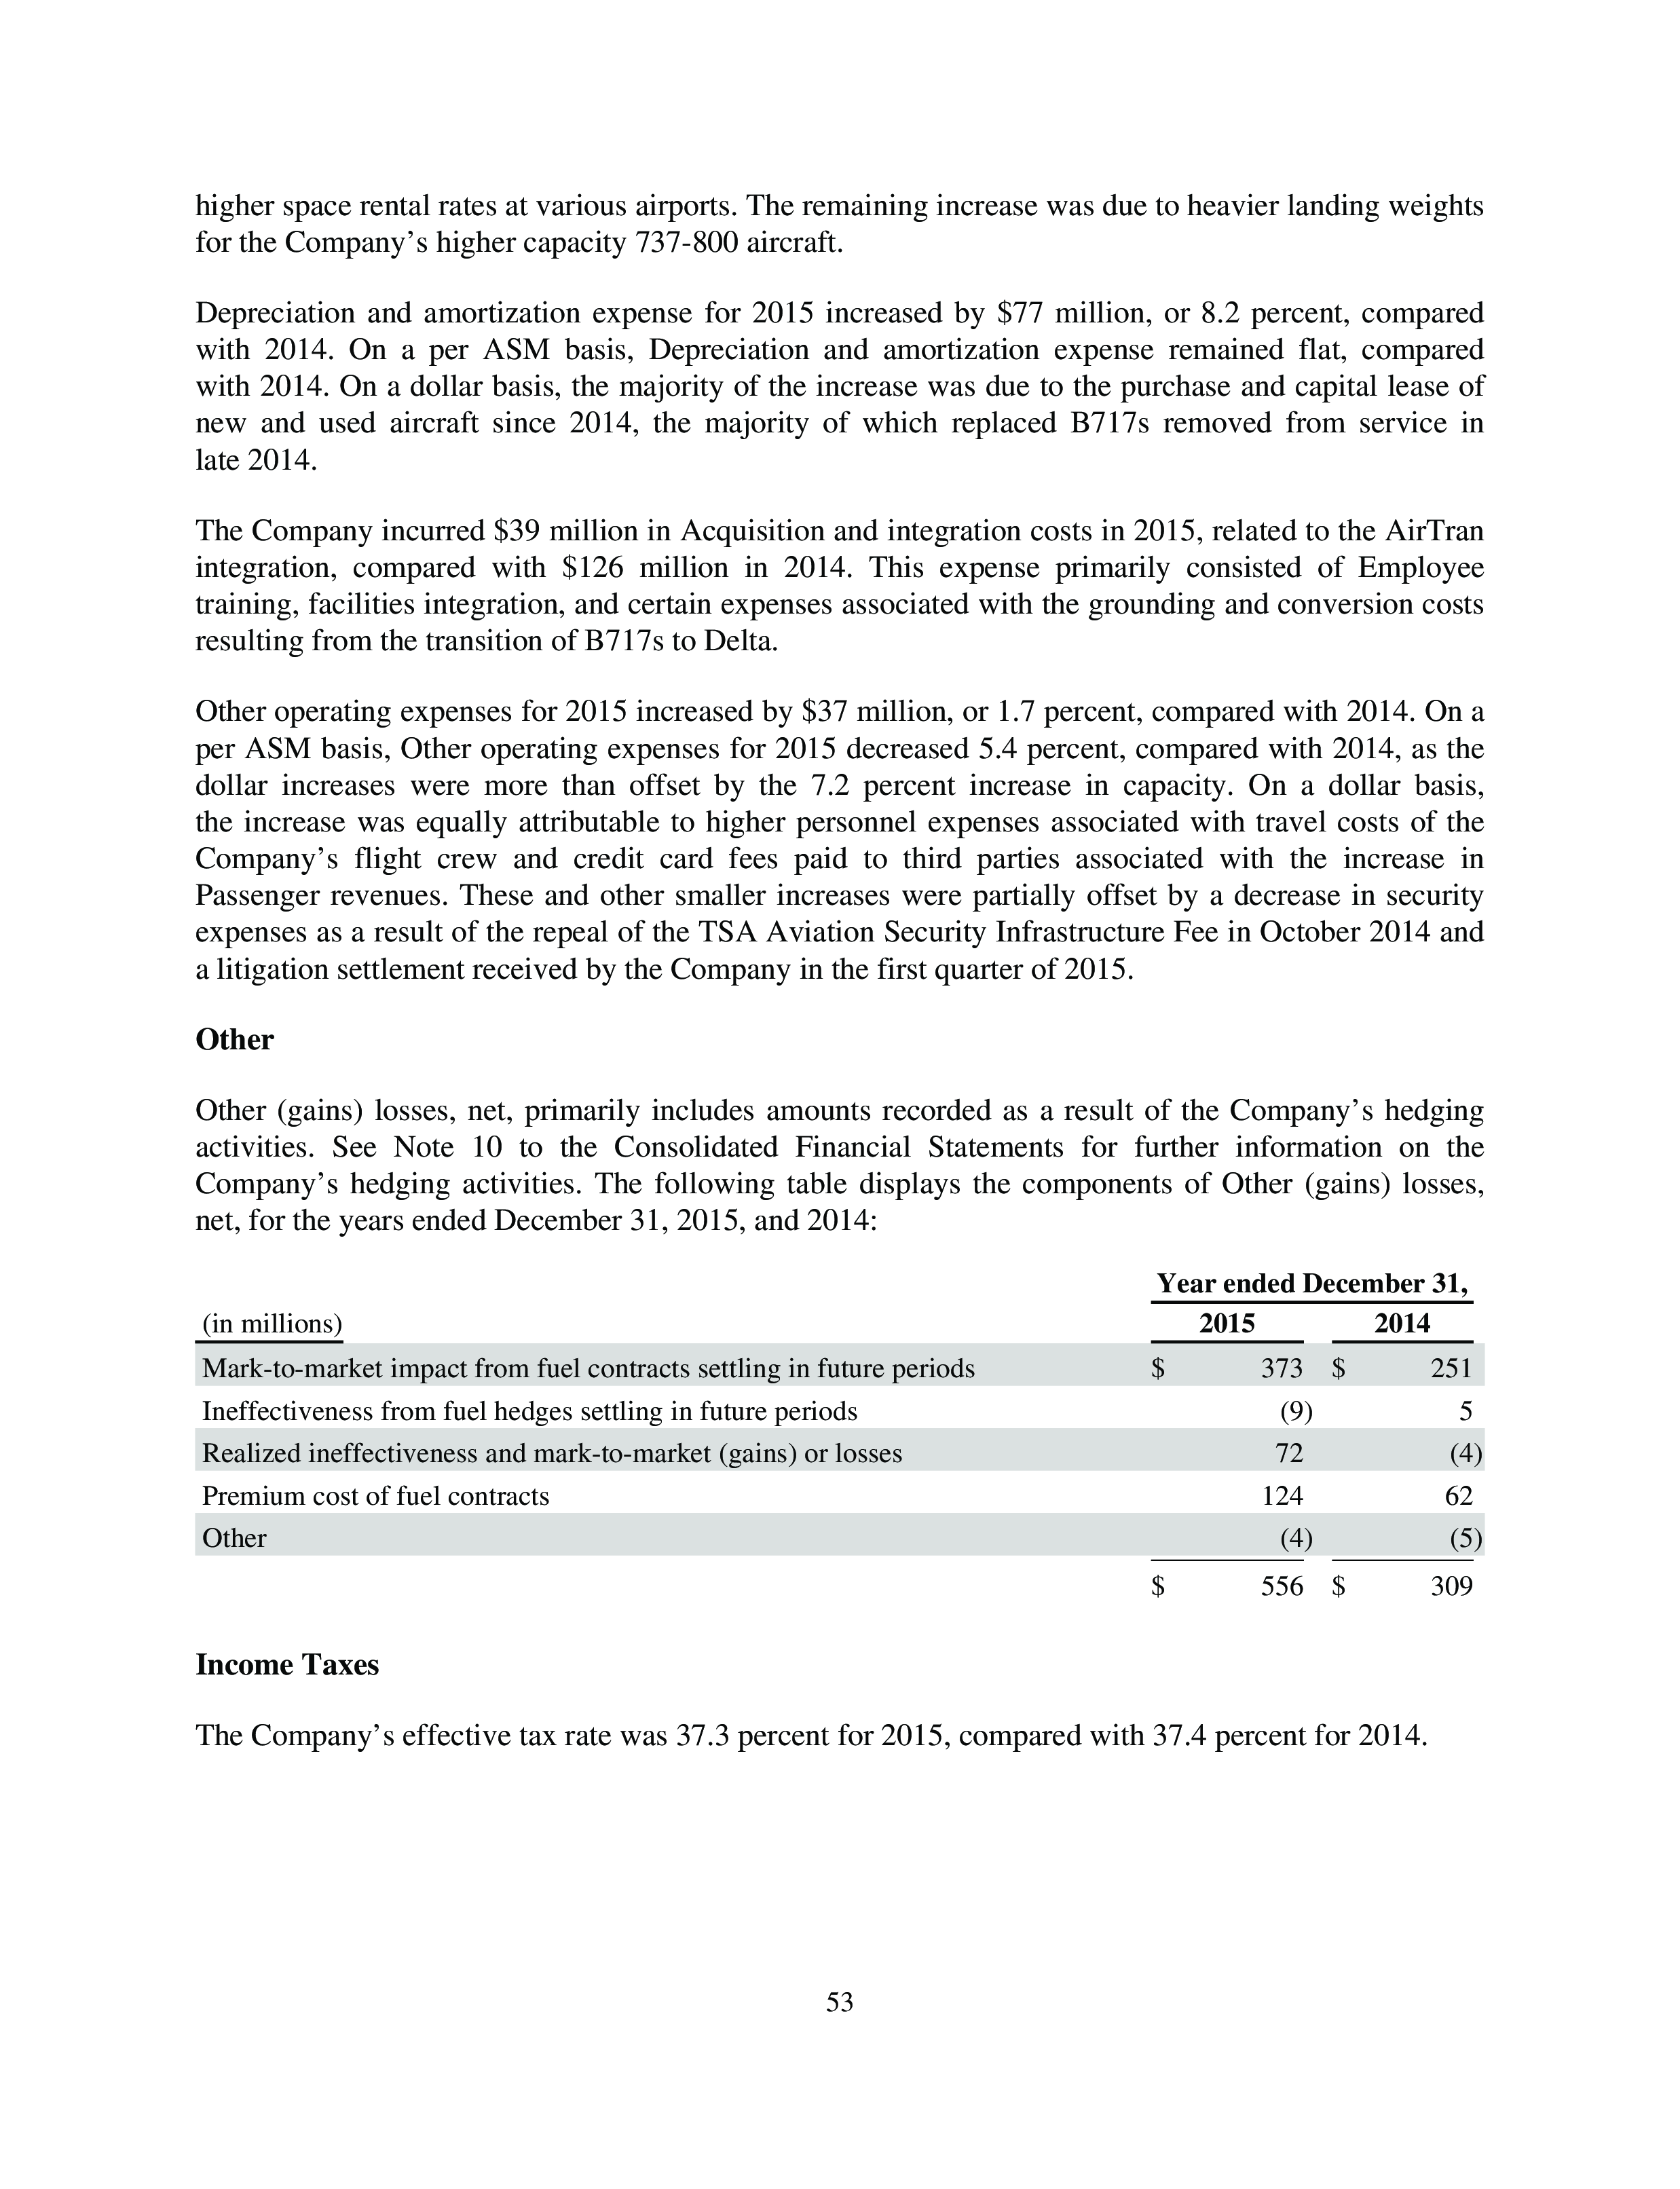 higher space rental rates at various airports. The remaining increase was due to heavier landing weights
for the Company’s higher capacity 737-800 aircraft.
Depreciation and amortization expense for 2015 increased by $77 million, or 8.2 percent, compared
with 2014. On a per ASM basis, Depreciation and amortization expense remained flat, compared
with 2014. On a dollar basis, the majority of the increase was due to the purchase and capital lease of
new and used aircraft since 2014, the majority of which replaced B717s removed from service in
late 2014.
The Company incurred $39 million in Acquisition and integration costs in 2015, related to the AirTran
integration, compared with $126 million in 2014. This expense primarily consisted of Employee
training, facilities integration, and certain expenses associated with the grounding and conversion costs
resulting from the transition of B717s to Delta.
Other operating expenses for 2015 increased by $37 million, or 1.7 percent, compared with 2014. On a
per ASM basis, Other operating expenses for 2015 decreased 5.4 percent, compared with 2014, as the
dollar increases were more than offset by the 7.2 percent increase in capacity. On a dollar basis,
the increase was equally attributable to higher personnel expenses associated with travel costs of the
Company’s flight crew and credit card fees paid to third parties associated with the increase in
Passenger revenues. These and other smaller increases were partially offset by a decrease in security
expenses as a result of the repeal of the TSA Aviation Security Infrastructure Fee in October 2014 and
a litigation settlement received by the Company in the first quarter of 2015.
Other
Other (gains) losses, net, primarily includes amounts recorded as a result of the Company’s hedging
activities. See Note 10 to the Consolidated Financial Statements for further information on the
Company’s hedging activities. The following table displays the components of Other (gains) losses,
net, for the years ended December 31, 2015, and 2014:
Year ended December 31,
(in millions) 2015 2014
Mark-to-market impact from fuel contracts settling in future periods $ 373 $ 251
Ineffectiveness from fuel hedges settling in future periods (9) 5
Realized ineffectiveness and mark-to-market (gains) or losses 72 (4)
Premium cost of fuel contracts 124 62
Other (4) (5)
$ 556 $ 309
Income Taxes
The Company’s effective tax rate was 37.3 percent for 2015, compared with 37.4 percent for 2014.
53